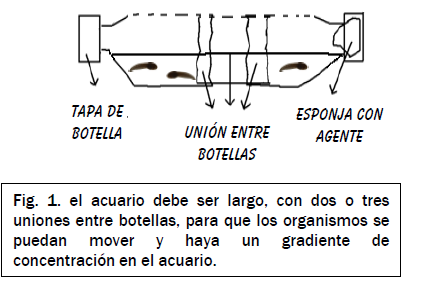 TAPA DE
BOTELLA
UNIÓN ENTRE
BOTELLAS
ESPONJA CON
AGENTE
Fig. 1. el acuario debe ser largo, con dos o tres
uniones entre botellas, para que los organismos se
puedan mover y haya un gradiente de
concentración en el acuario.